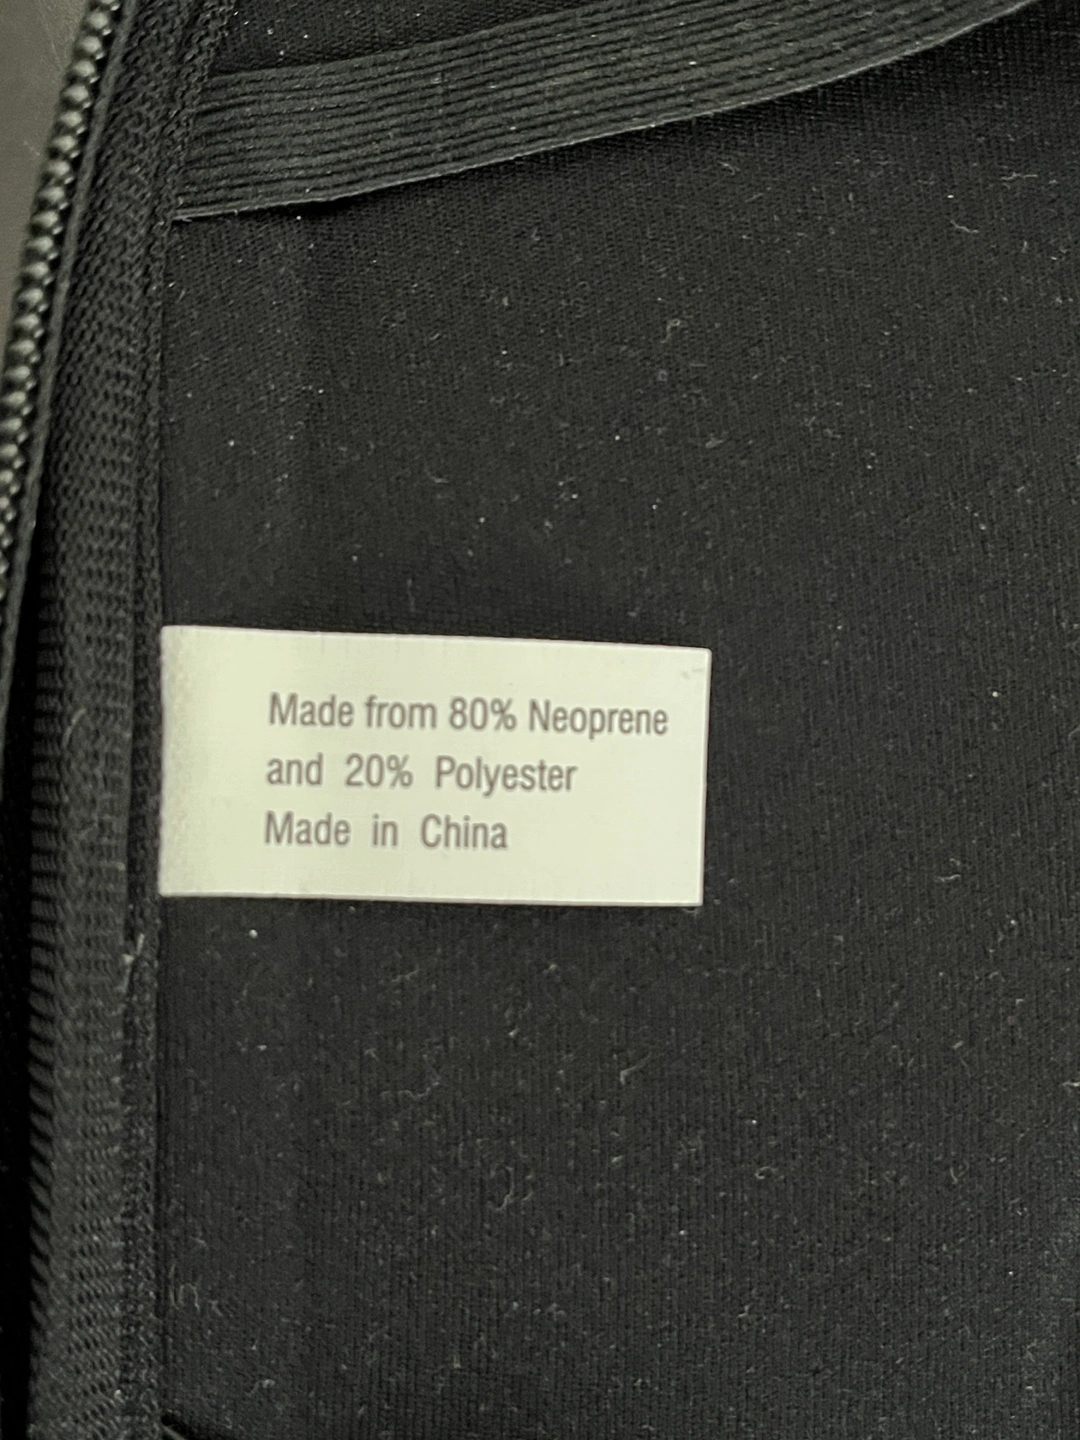 Made from 80% Neoprene
and 20% Polyester
Made in China